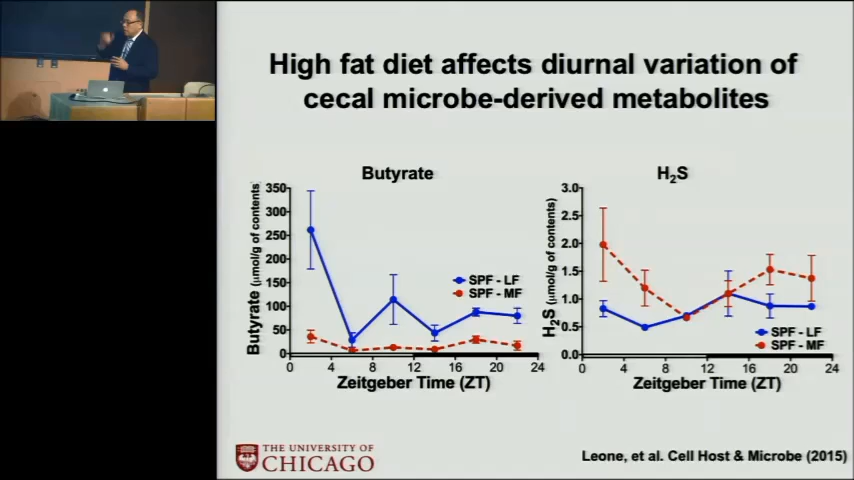 High fat diet affects diurnal variation of
cecal microbe-derived metabolites
Butyrate
Butyrate (μmol/g of contents)
350
300
250
200
150
100
50
0
SPF - LF
SPF - MF
0 4 8 12 16 20 24
Zeitgeber Time (ZT)
H2S
H2S (μmol/g of contents)
3.0
2.5
2.0
1.5
1.0
0.5
0.0
SPF - LF
SPF - MF
0 4 8 12 16 20 24
Zeitgeber Time (ZT)
THE UNIVERSITY OF
CHICAGO
Leone, et al. Cell Host & Microbe (2015)